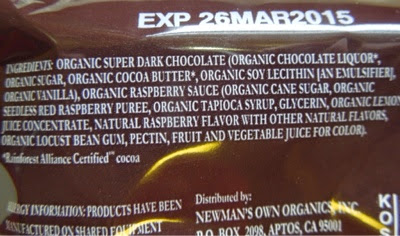 EXP 26MAR2015
INGREDIENTS: ORGANIC SUPER DARK CHOCOLATE (ORGANIC CHOCOLATE LIQUOR*,
ORGANIC SUGAR, ORGANIC COCOA BUTTER*, ORGANIC SOY LECITHIN [AN EMULSIFIER],
ORGANIC VANILLA), ORGANIC RASPBERRY SAUCE (ORGANIC CANE SUGAR, ORGANIC
SEEDLESS RED RASPBERRY PUREE, ORGANIC TAPIOCA SYRUP, GLYCERIN, ORGANIC LEMON
JUICE CONCENTRATE, NATURAL RASPBERRY FLAVOR WITH OTHER NATURAL FLAVORS,
ORGANIC LOCUST BEAN GUM, PECTIN, FRUIT AND VEGETABLE JUICE FOR COLOR).
*Rainforest Alliance Certified™ cocoa
ALLERGY INFORMATION: PRODUCTS HAVE BEEN
MANUFACTURED ON SHARED EQUIPMENT
Distributed by:
NEWMAN'S OWN ORGANICS, INC.
P.O. BOX 2098, APTOS, CA 95001
KOS